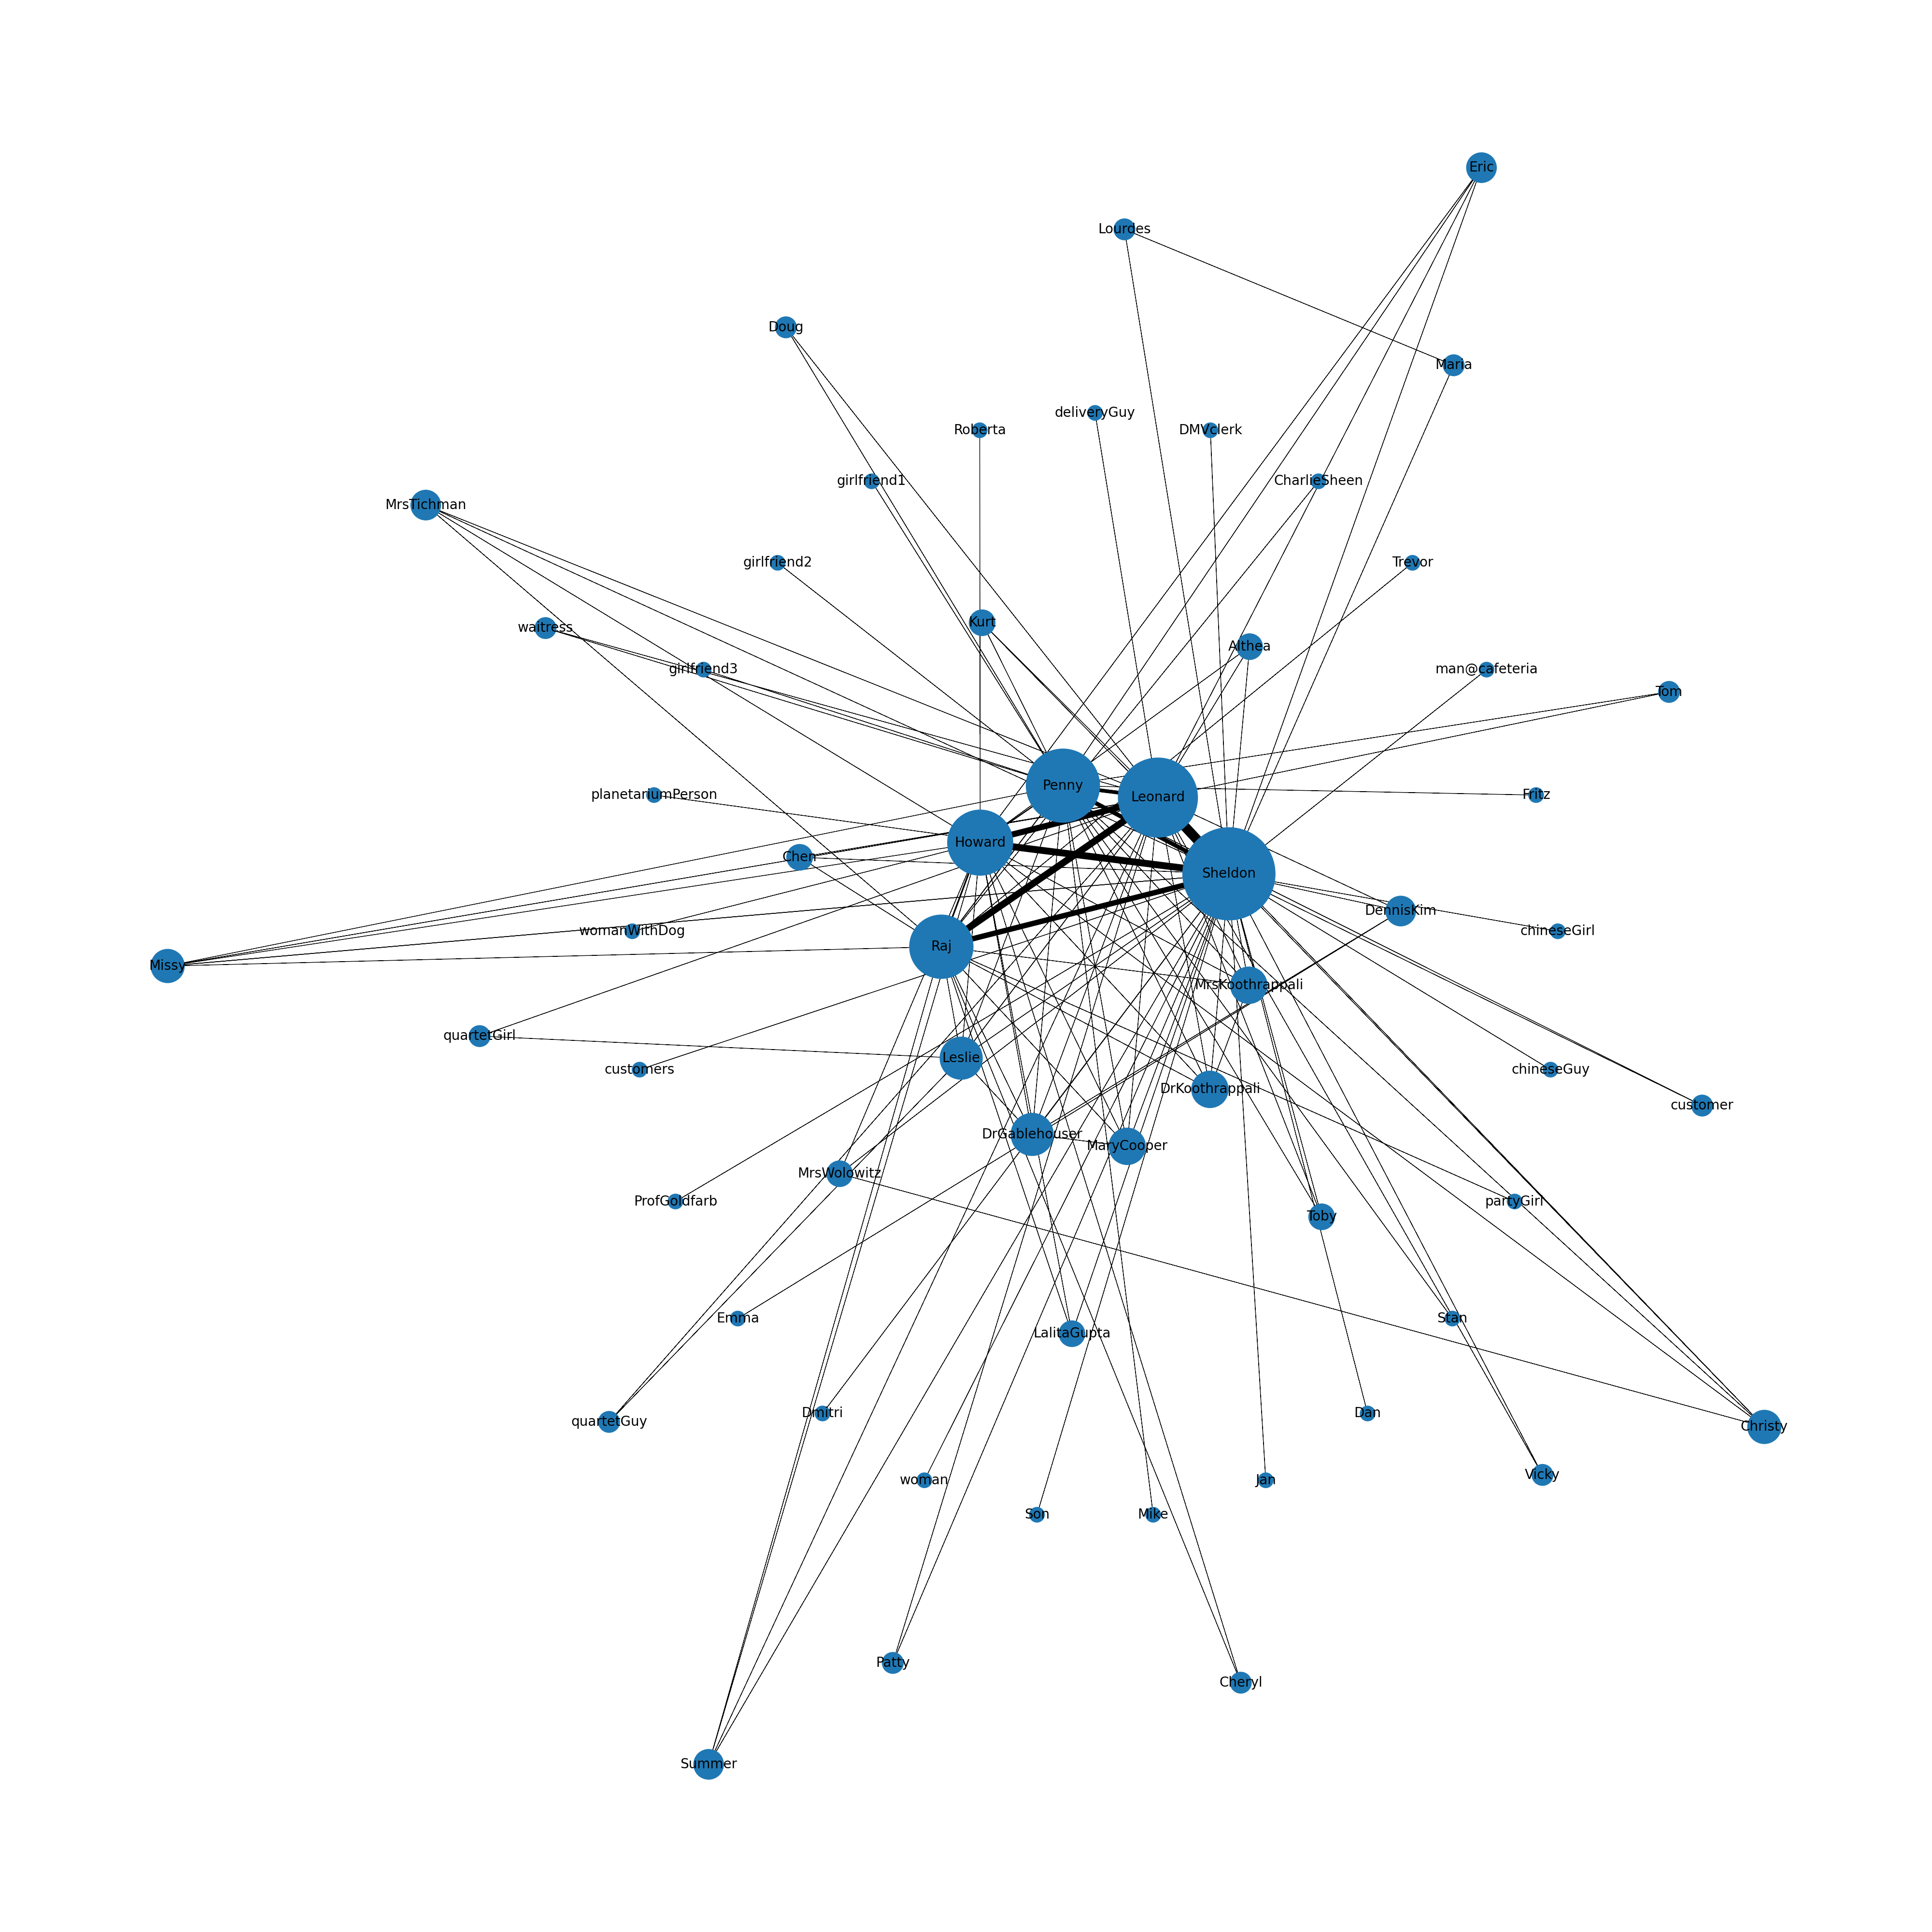 Eric
Lourdes
Doug
Maria
deliveryGuy
Roberta
DMVclerk
girlfriend1
CharlieSheen
MrsTichman
girlfriend2
Trevor
Kurt
waitress
Althea
girlfriend3
man@cafeteria
Tom
Penny
planetariumPerson
Leonard
Fritz
Howard
Chen
Sheldon
DennisKim
womanWithDog
chineseGirl
Raj
Missy
MrsKoothrappali
quartetGirl
Leslie
customers
chineseGuy
DrKoothrappali
customer
DrGablehouser
MaryCooper
MrsWolowitz
ProfGoldfarb
partyGirl
Toby
Emma
Stan
LalitaGupta
Dmitri
Dan
quartetGuy
Christy
Vicky
woman
Jan
Son
Mike
Patty
Cheryl
Summer